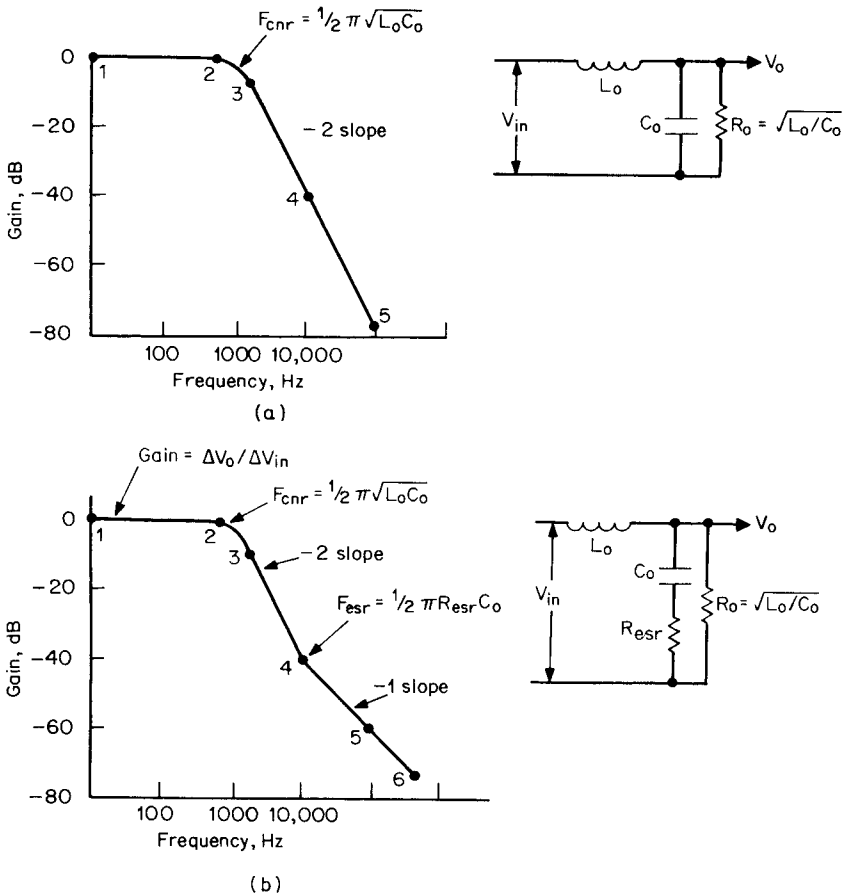 F_cnr = 1/2 π√L_oC_o
0
-20
-40
-60
-80
Gain, dB
1
2
3
4
5
-2 slope
100
1000
10,000
Frequency, Hz
(a)
V_in
L_o
C_o
R_o = √L_o/C_o
V_o
Gain = ΔV_o/ΔV_in
F_cnr = 1/2 π√L_oC_o
0
-20
-40
-60
-80
Gain, dB
1
2
3
4
5
6
-2 slope
F_esr = 1/2 πR_esrC_o
-1 slope
100
1000
10,000
Frequency, Hz
(b)
V_in
L_o
C_o
R_esr
R_o = √L_o/C_o
V_o